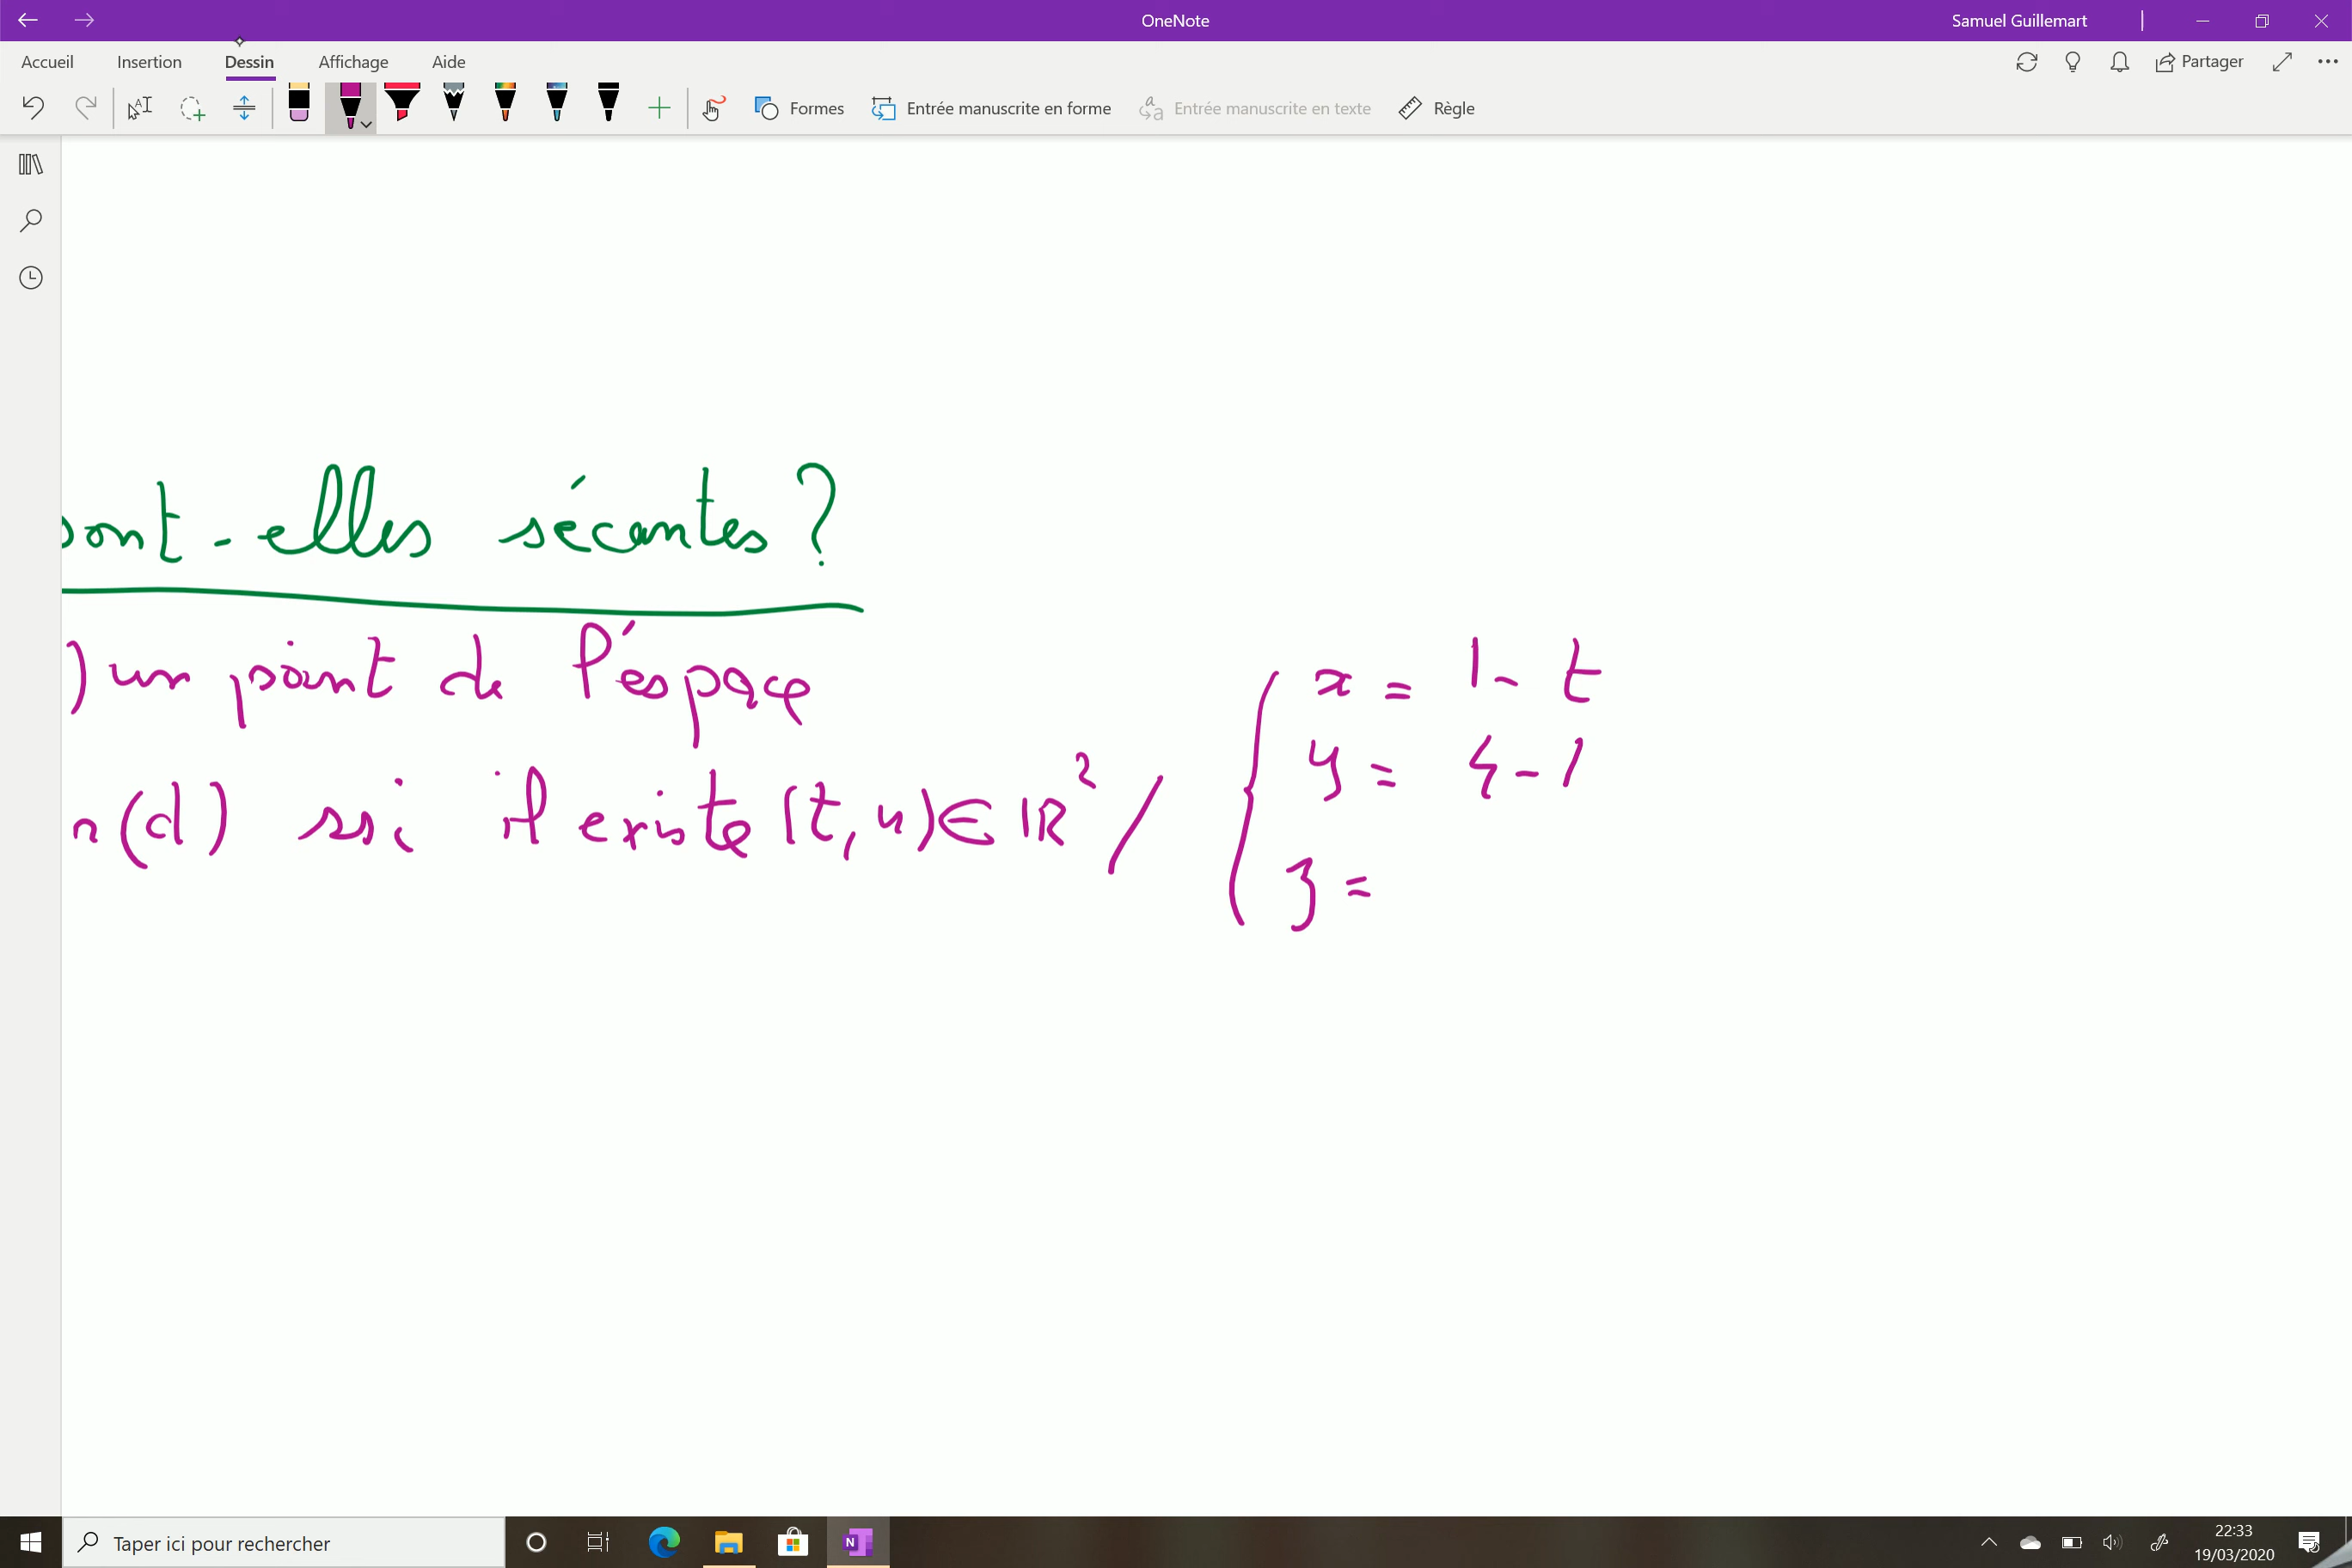 OneNote
Samuel Guillemart
Accueil Insertion Dessin Affichage Aide
Partager
Formes Entrée manuscrite en forme Entrée manuscrite en texte Règle
sont-elles sécantes ?
) un point de l'espace
n(d) ssi il existe (t, u) ∈ ℝ² /
x = 1 - t
y = 4 - 1
z =
Taper ici pour rechercher
22:33
19/03/2020